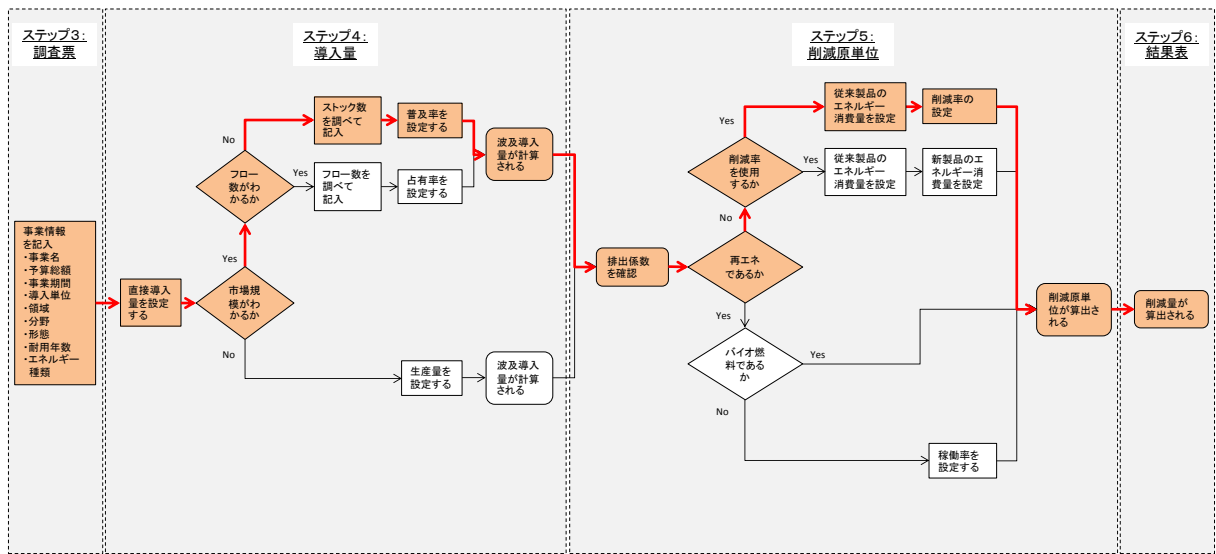 ステップ3:
調査票
事業情報
を記入
・事業名
・予算総額
・事業期間
・導入単位
・領域
・分野
・形態
・耐用年数
・エネルギー
種類
ステップ4:
導入量
直接導入
量を設定
する
市場規
模がわ
かるか
Yes
No
フロー
数がわ
かるか
No
Yes
ストック数
を調べて
記入
普及率を
設定する
フロー数を
調べて
記入
占有率を
設定する
波及導入
量が計算
される
生産量を
設定する
波及導入
量が計算
される
ステップ5:
削減原単位
排出係数
を確認
再エネ
であるか
No
Yes
削減率
を使用
するか
Yes
Yes
従来製品の
エネルギー
消費量を設定
削減率の
設定
従来製品の
エネルギー
消費量を設定
新製品のエ
ネルギー消
費量を設定
バイオ燃
料である
か
Yes
No
稼働率を
設定する
削減原単
位が算出さ
れる
ステップ6:
結果表
削減量が
算出される